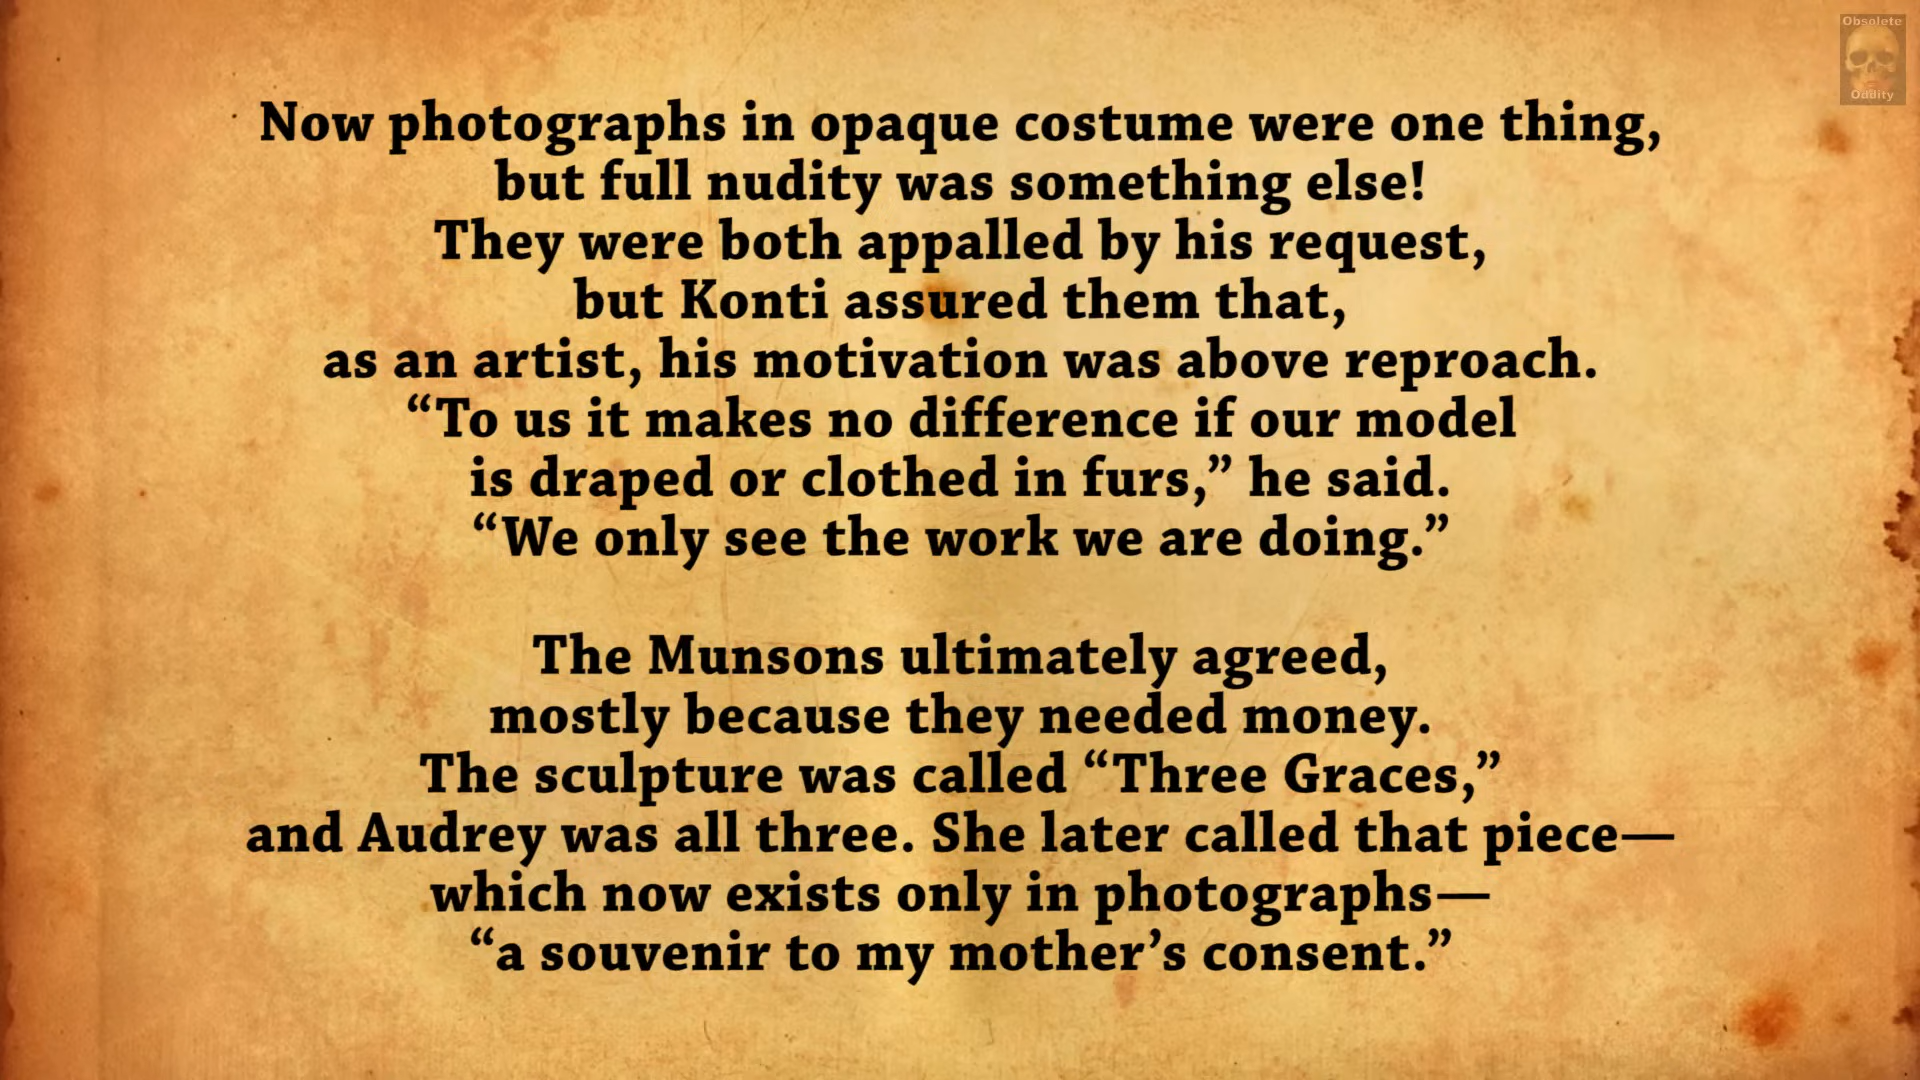 Obsolete
Oddity
Now photographs in opaque costume were one thing,
but full nudity was something else!
They were both appalled by his request,
but Konti assured them that,
as an artist, his motivation was above reproach.
“To us it makes no difference if our model
is draped or clothed in furs,” he said.
“We only see the work we are doing.”
The Munsons ultimately agreed,
mostly because they needed money.
The sculpture was called “Three Graces,”
and Audrey was all three. She later called that piece—
which now exists only in photographs—
“a souvenir to my mother’s consent.”